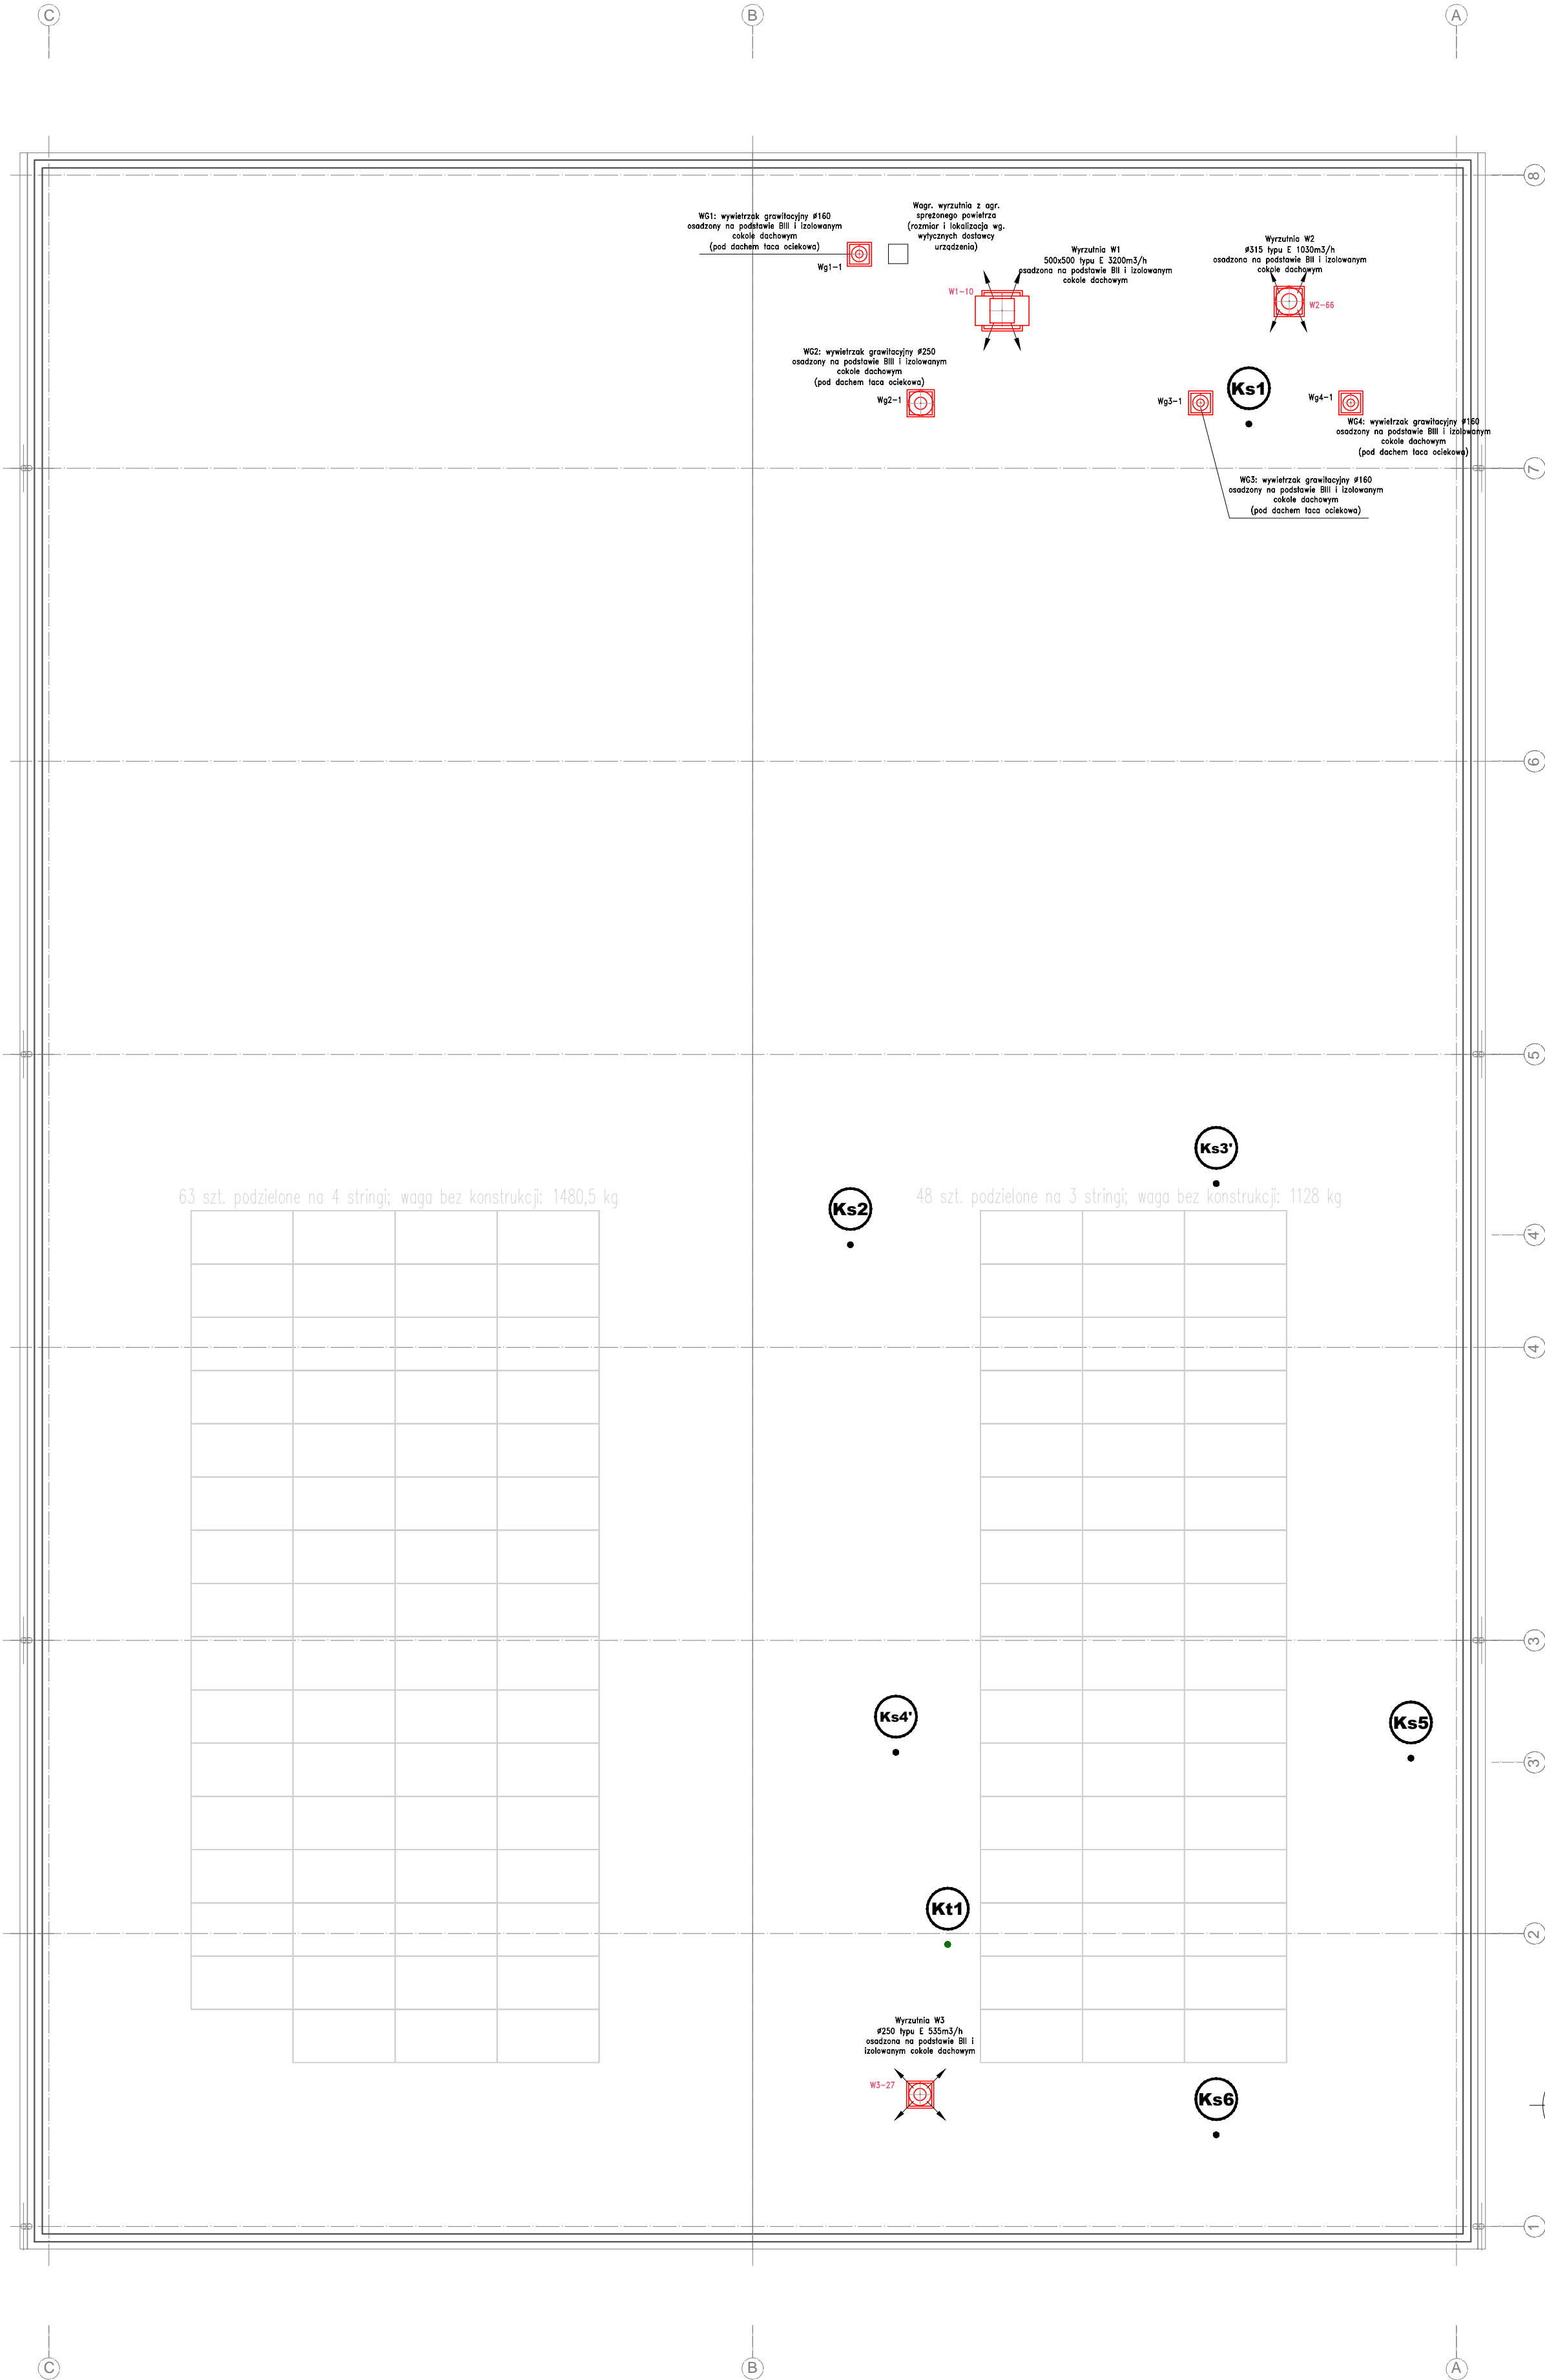 C
B
A
8
WG1: wywietrzak grawitacyjny ø160
osadzony na podstawie BIII i izolowanym
cokole dachowym
(pod dachem taca ociekowa)
Wg1-1
Wagr. wyrzutnia z agr.
sprężonego powietrza
(rozmiar i lokalizacja wg.
wytycznych dostawcy
urządzenia)
Wyrzutnia W1
500x500 typu E 3200m3/h
osadzona na podstawie BII i izolowanym
cokole dachowym
W1-10
Wyrzutnia W2
ø315 typu E 1030m3/h
osadzona na podstawie BII i izolowanym
cokole dachowym
W2-66
WG2: wywietrzak grawitacyjny ø250
osadzony na podstawie BIII i izolowanym
cokole dachowym
(pod dachem taca ociekowa)
Wg2-1
Wg3-1
Ks1
Wg4-1
WG4: wywietrzak grawitacyjny ø160
osadzony na podstawie BIII i izolowanym
cokole dachowym
(pod dachem taca ociekowa)
7
WG3: wywietrzak grawitacyjny ø160
osadzony na podstawie BIII i izolowanym
cokole dachowym
(pod dachem taca ociekowa)
6
5
Ks3'
63 szt. podzielone na 4 stringi; waga bez konstrukcji: 1480,5 kg
48 szt. podzielone na 3 stringi; waga bez konstrukcji: 1128 kg
Ks2
4'
4
3
Ks4'
Ks5
3'
Kt1
2
Wyrzutnia W3
ø250 typu E 535m3/h
osadzona na podstawie BII i
izolowanym cokole dachowym
W3-27
Ks6
1
C
B
A